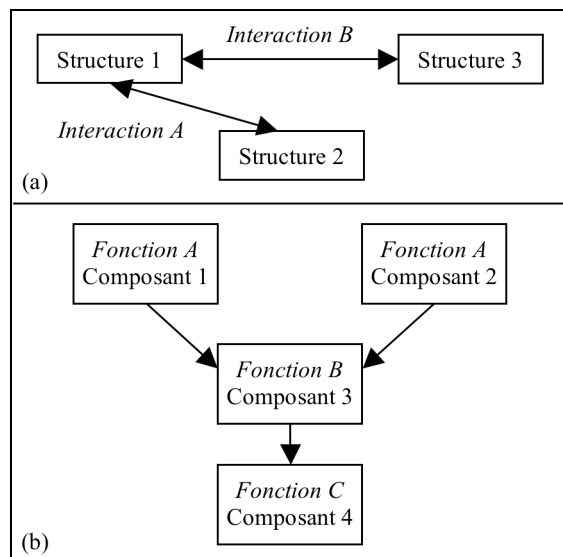 Interaction B
Structure 1
Structure 3
Interaction A
Structure 2
(a)
Fonction A
Composant 1
Fonction A
Composant 2
Fonction B
Composant 3
Fonction C
Composant 4
(b)